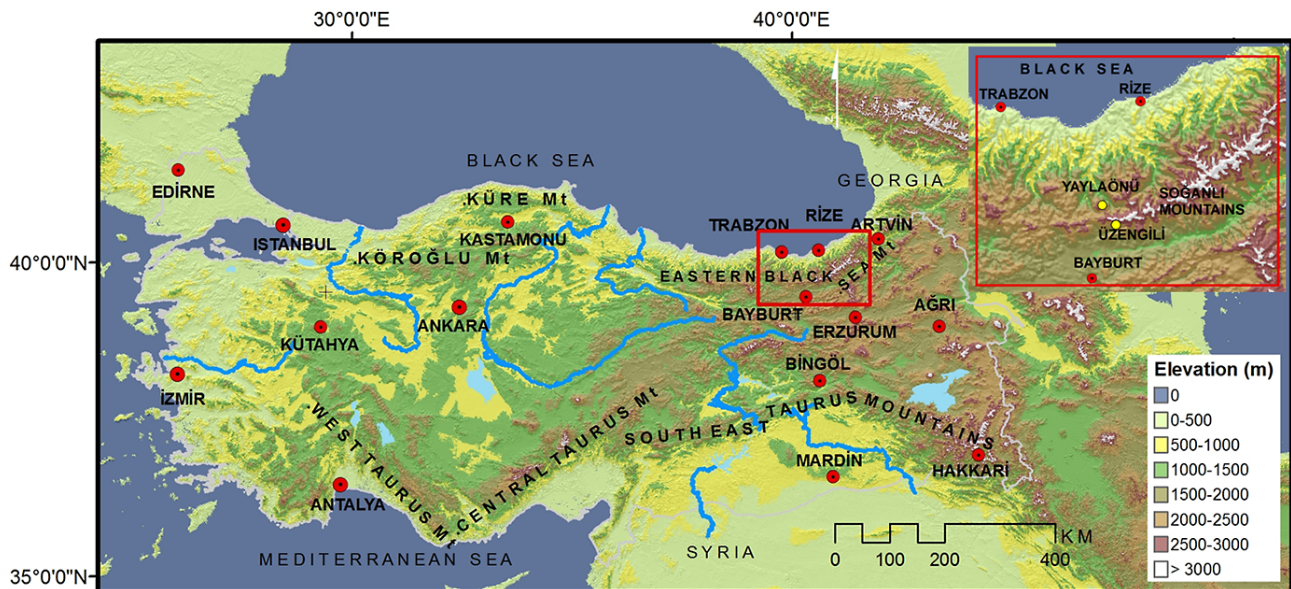 30°0'0"E
40°0'0"E
BLACK SEA
TRABZON
RİZE
YAYLAÖNÜ
SOĞANLI
MOUNTAINS
ÜZENGİLİ
BAYBURT
BLACK SEA
GEORGIA
EDİRNE
KÜRE Mt
ISTANBUL
KASTAMONU
TRABZON
RİZE
ARTVİN
40°0'0"N
KÖROĞLU Mt
EASTERN BLACK
SEA Mt
ANKARA
BAYBURT
ERZURUM
AĞRI
KÜTAHYA
BİNGÖL
İZMİR
WEST TAURUS Mt
CENTRAL TAURUS Mt
SOUTH EAST
TAURUS MOUNTAINS
MARDİN
HAKKARİ
ANTALYA
MEDITERRANEAN SEA
SYRIA
35°0'0"N
KM
0 100 200 400
Elevation (m)
0
0-500
500-1000
1000-1500
1500-2000
2000-2500
2500-3000
> 3000